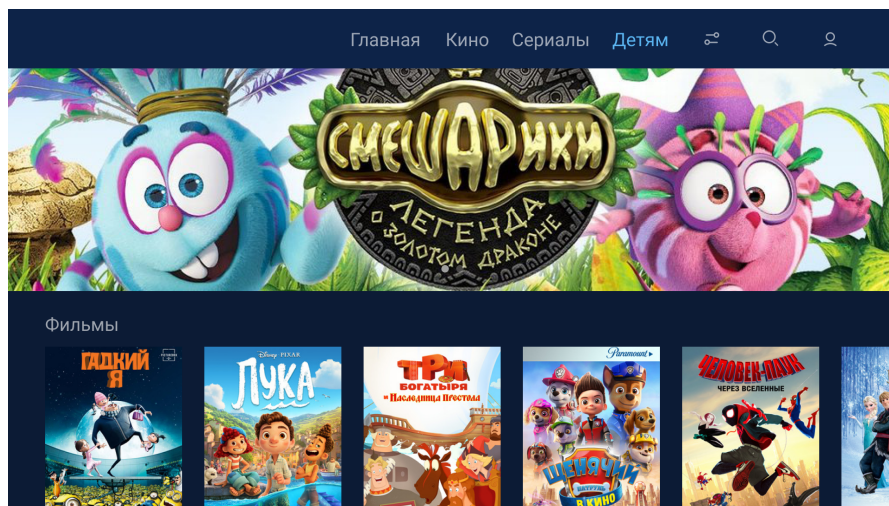 Главная Кино Сериалы Детям
СМЕШАРИКИ
ЛЕГЕНДА
О ЗОЛОТОМ ДРАКОНЕ
Фильмы
ГАДКИЙ
Я
Disney PIXAR
ЛУКА
ТРИ
БОГАТЫРЯ
и Наследница Престола
Paramount
ЩЕНЯЧИЙ
ПАТРУЛЬ
В КИНО
ЧЕЛОВЕК-ПАУК
ЧЕРЕЗ ВСЕЛЕННЫЕ